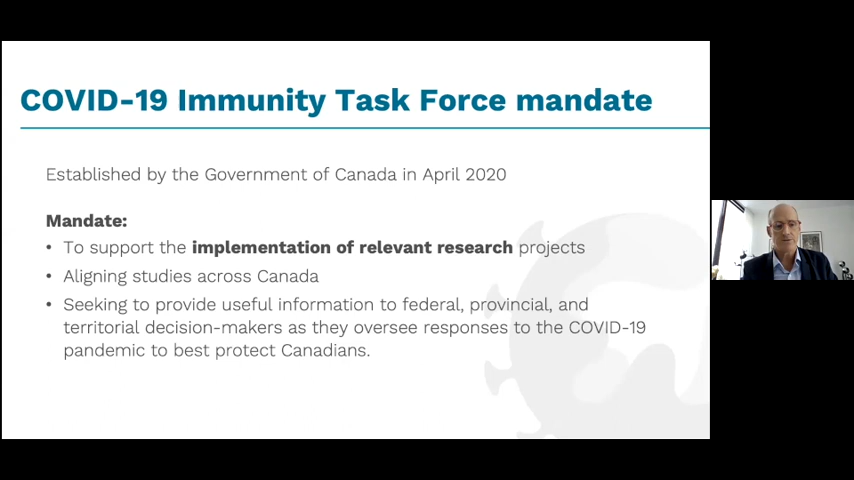 COVID-19 Immunity Task Force mandate
Established by the Government of Canada in April 2020
Mandate:
• To support the implementation of relevant research projects
• Aligning studies across Canada
• Seeking to provide useful information to federal, provincial, and
territorial decision-makers as they oversee responses to the COVID-19
pandemic to best protect Canadians.